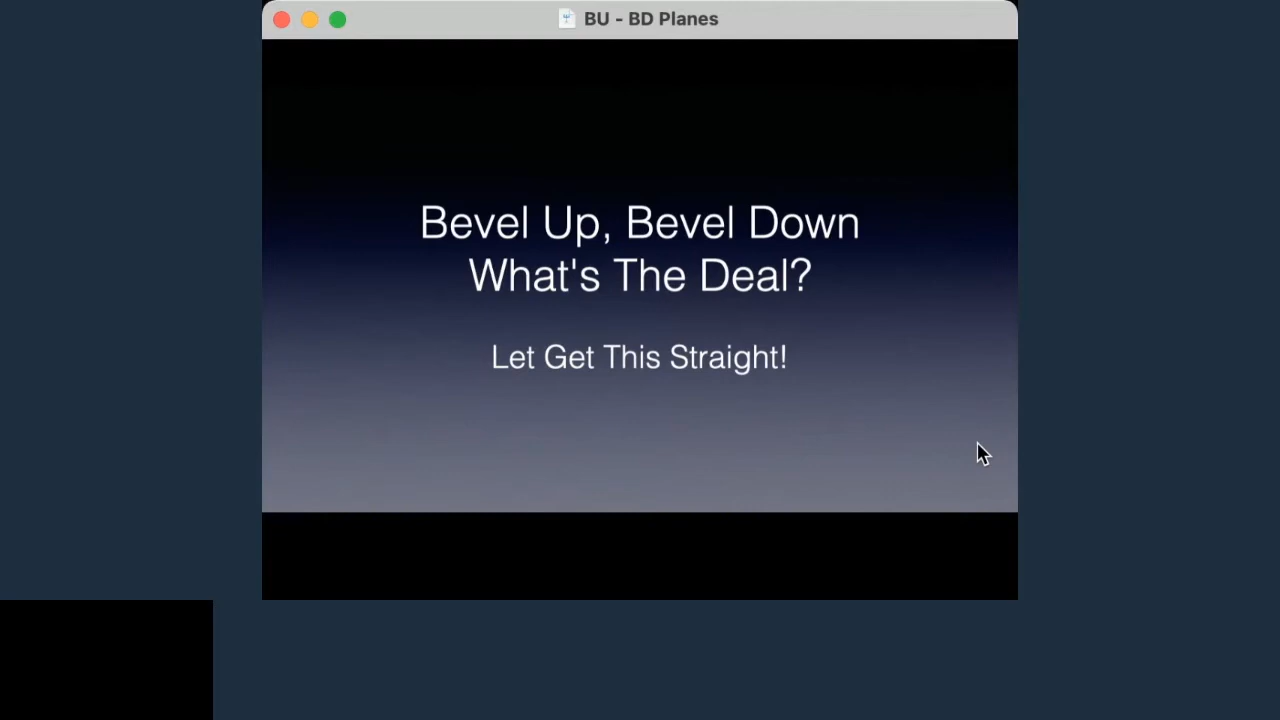 BU - BD Planes
Bevel Up, Bevel Down
What's The Deal?
Let Get This Straight!